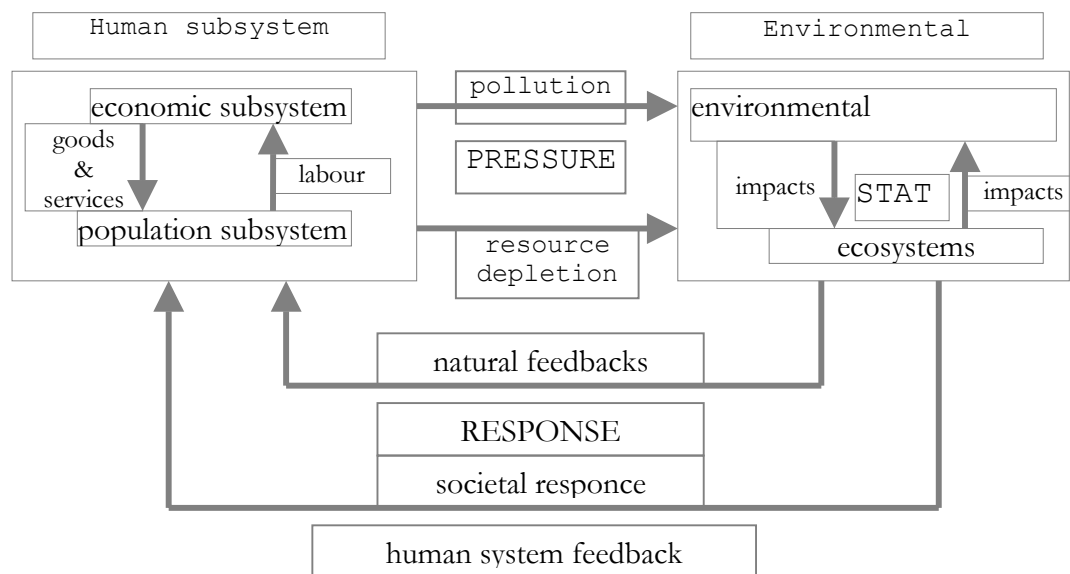 Human subsystem
Environmental
economic subsystem
goods
&
services
labour
population subsystem
pollution
PRESSURE
resource
depletion
environmental
impacts
STAT
impacts
ecosystems
natural feedbacks
RESPONSE
societal responce
human system feedback